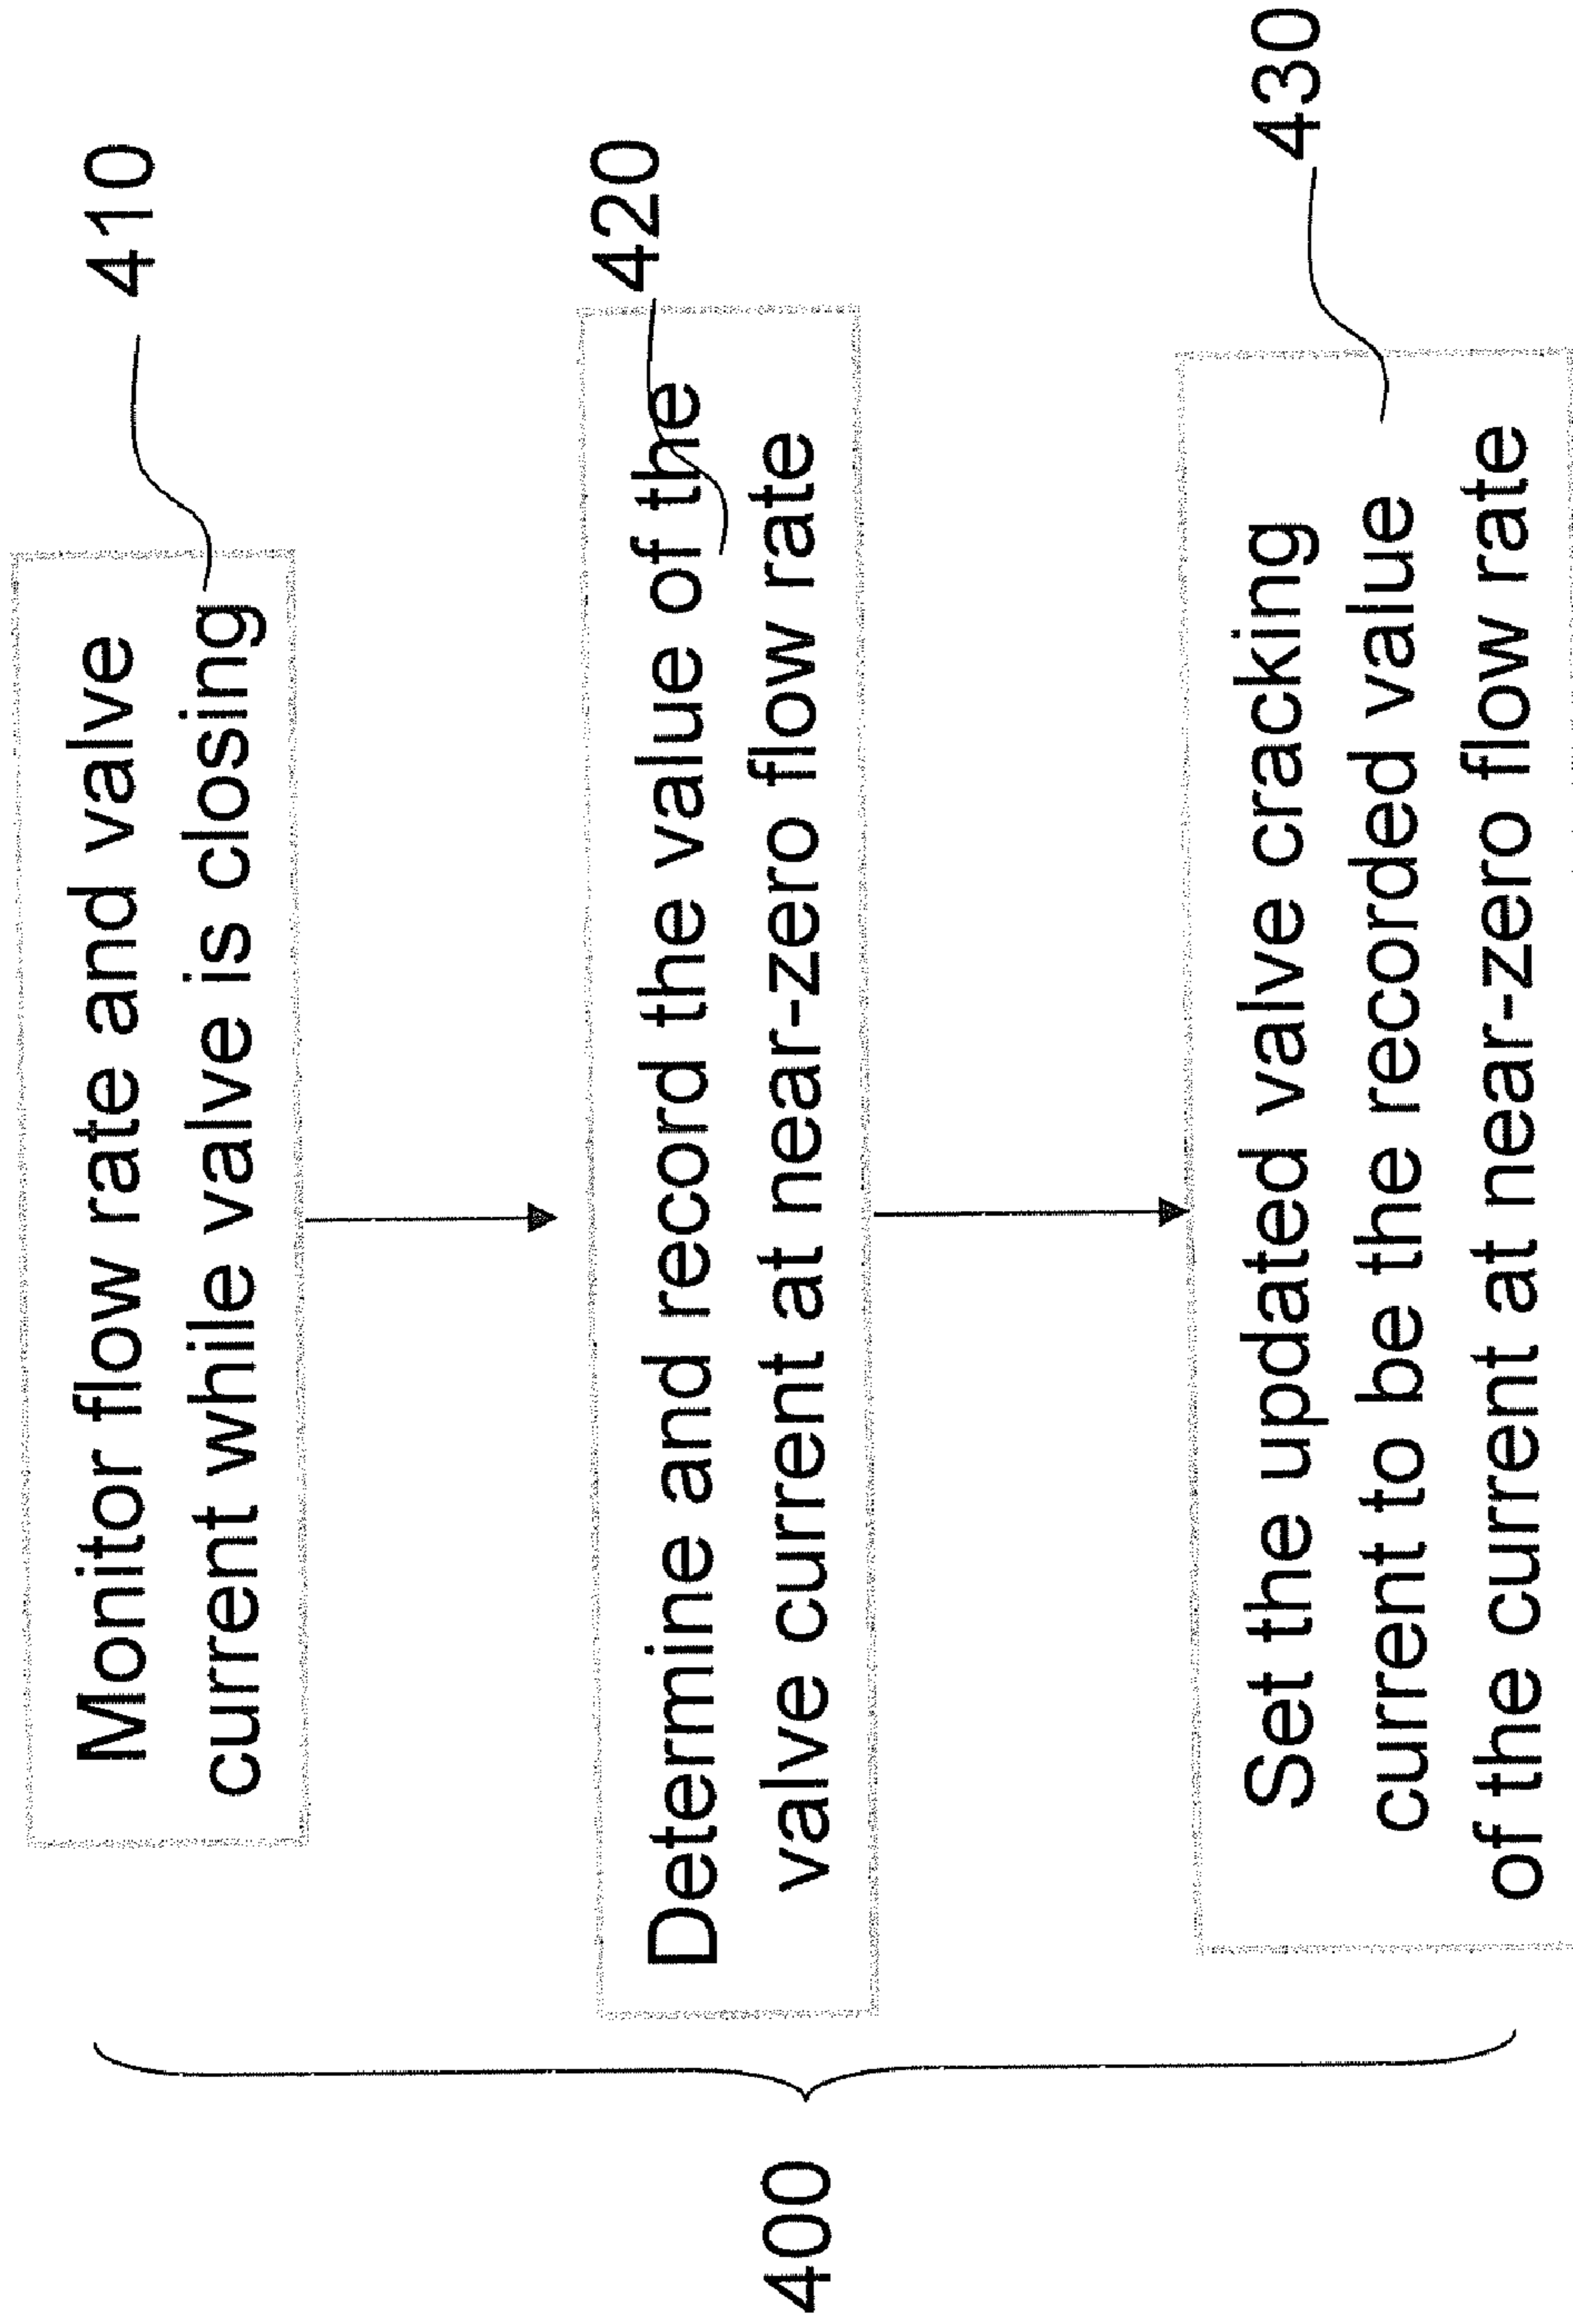 410
Monitor flow rate and valve
current while valve is closing
420
Determine and record the value of the
valve current at near-zero flow rate
430
Set the updated valve cracking
current to be the recorded value
of the current at near-zero flow rate
400